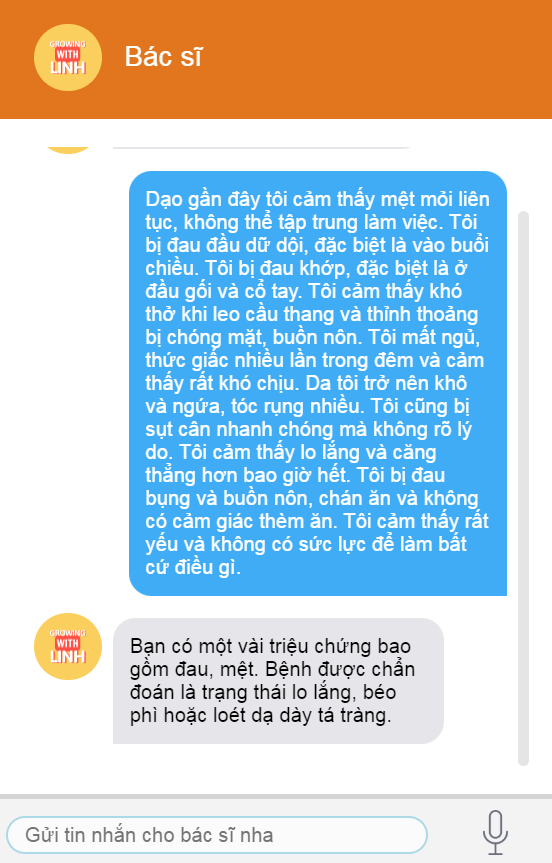 GROWING
WITH
LINH
Bác sĩ
Dạo gần đây tôi cảm thấy mệt mỏi liên
tục, không thể tập trung làm việc. Tôi
bị đau đầu dữ dội, đặc biệt là vào buổi
chiều. Tôi bị đau khớp, đặc biệt là ở
đầu gối và cổ tay. Tôi cảm thấy khó
thở khi leo cầu thang và thỉnh thoảng
bị chóng mặt, buồn nôn. Tôi mất ngủ,
thức giấc nhiều lần trong đêm và cảm
thấy rất khó chịu. Da tôi trở nên khô
và ngứa, tóc rụng nhiều. Tôi cũng bị
sụt cân nhanh chóng mà không rõ lý
do. Tôi cảm thấy lo lắng và căng
thẳng hơn bao giờ hết. Tôi bị đau
bụng và buồn nôn, chán ăn và không
có cảm giác thèm ăn. Tôi cảm thấy rất
yếu và không có sức lực để làm bất
cứ điều gì.
GROWING
WITH
LINH
Bạn có một vài triệu chứng bao
gồm đau, mệt. Bệnh được chẩn
đoán là trạng thái lo lắng, béo
phì hoặc loét dạ dày tá tràng.
Gửi tin nhắn cho bác sĩ nha